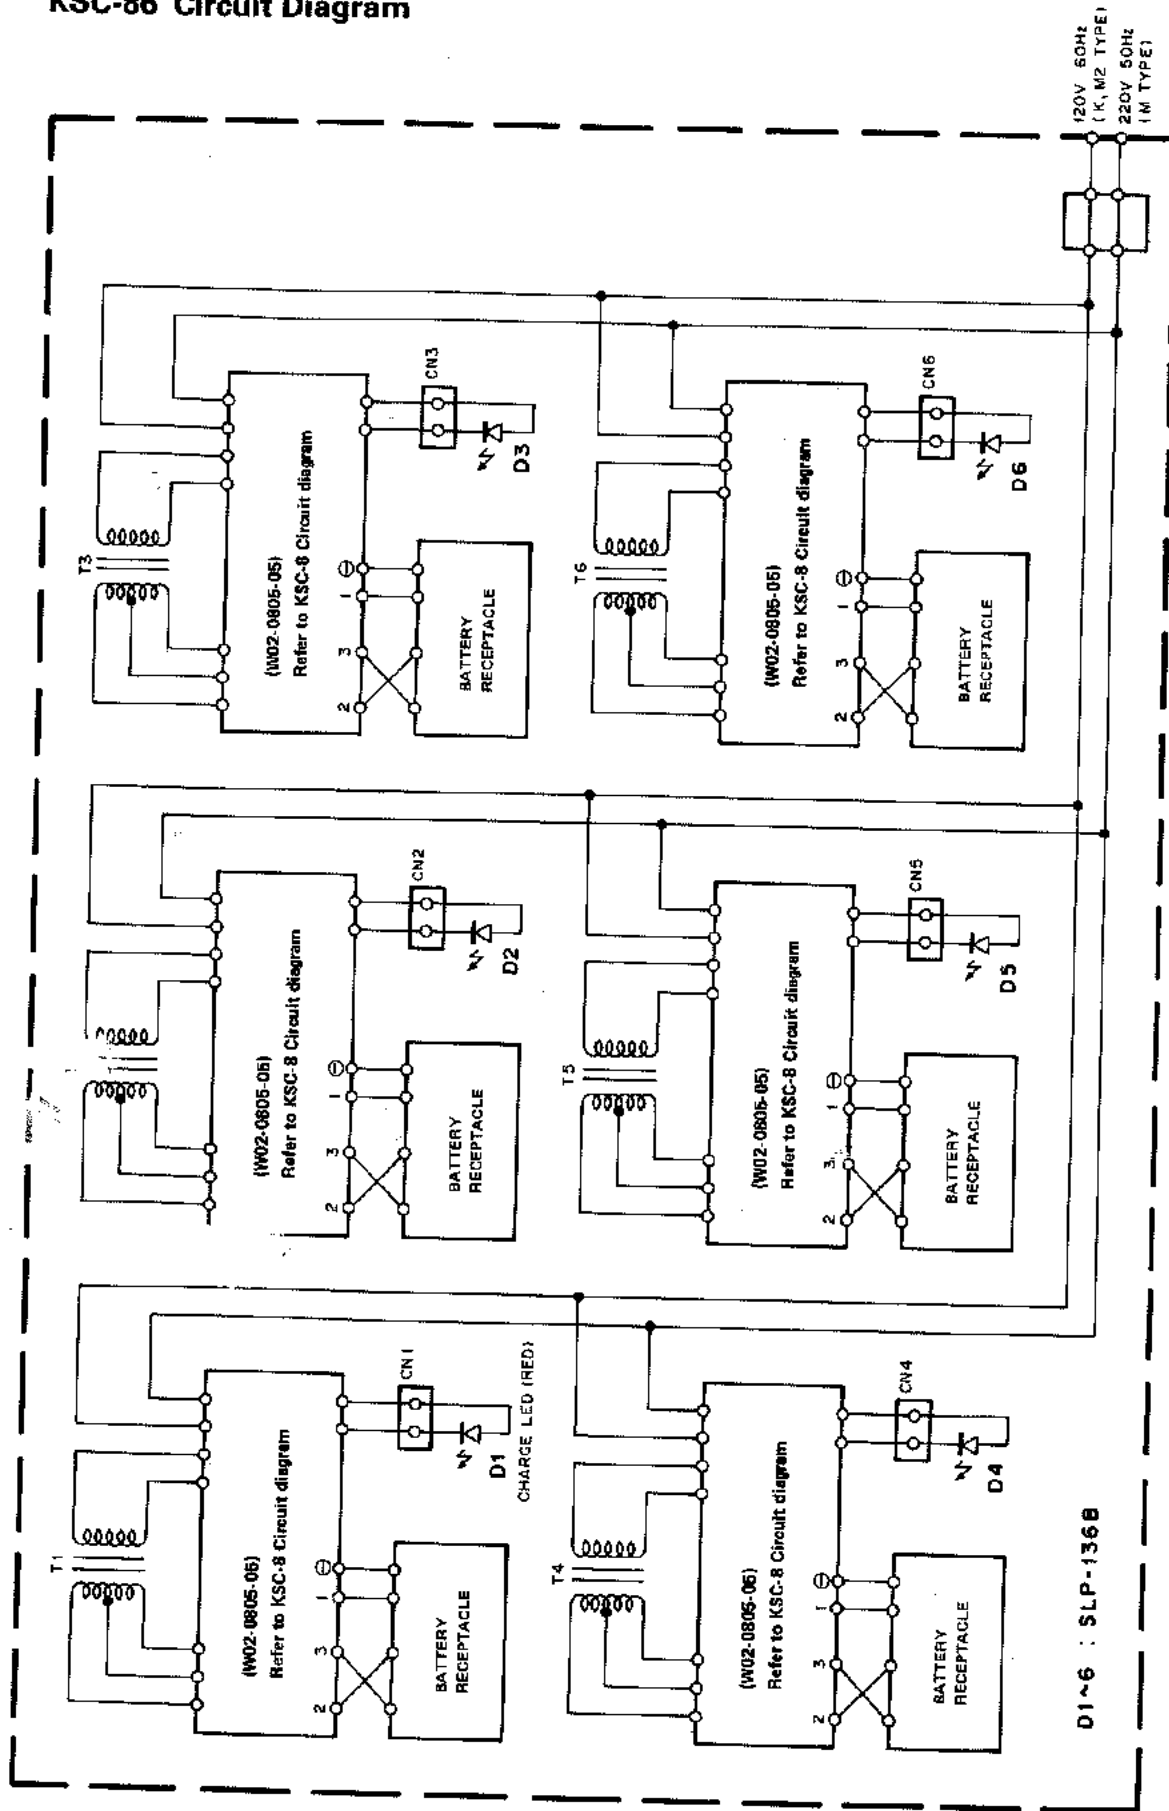 KSC-86 Circuit Diagram
120V 60Hz
(K, M2 TYPE)
220V 50Hz
(M TYPE)
T3
(W02-0805-05)
Refer to KSC-8 Circuit diagram
CN3
D3
2
3
1
⊖
BATTERY
RECEPTACLE
T6
(W02-0805-05)
Refer to KSC-8 Circuit diagram
CN6
D6
2
3
1
⊖
BATTERY
RECEPTACLE
(W02-0805-05)
Refer to KSC-8 Circuit diagram
CN2
D2
2
3
1
⊖
BATTERY
RECEPTACLE
T5
(W02-0805-05)
Refer to KSC-8 Circuit diagram
CN5
D5
2
3
1
⊖
BATTERY
RECEPTACLE
T1
(W02-0805-05)
Refer to KSC-8 Circuit diagram
CN1
D1
CHARGE LED (RED)
2
3
1
⊖
BATTERY
RECEPTACLE
T4
(W02-0805-05)
Refer to KSC-8 Circuit diagram
CN4
D4
2
3
1
⊖
BATTERY
RECEPTACLE
D1~6 : SLP-136B